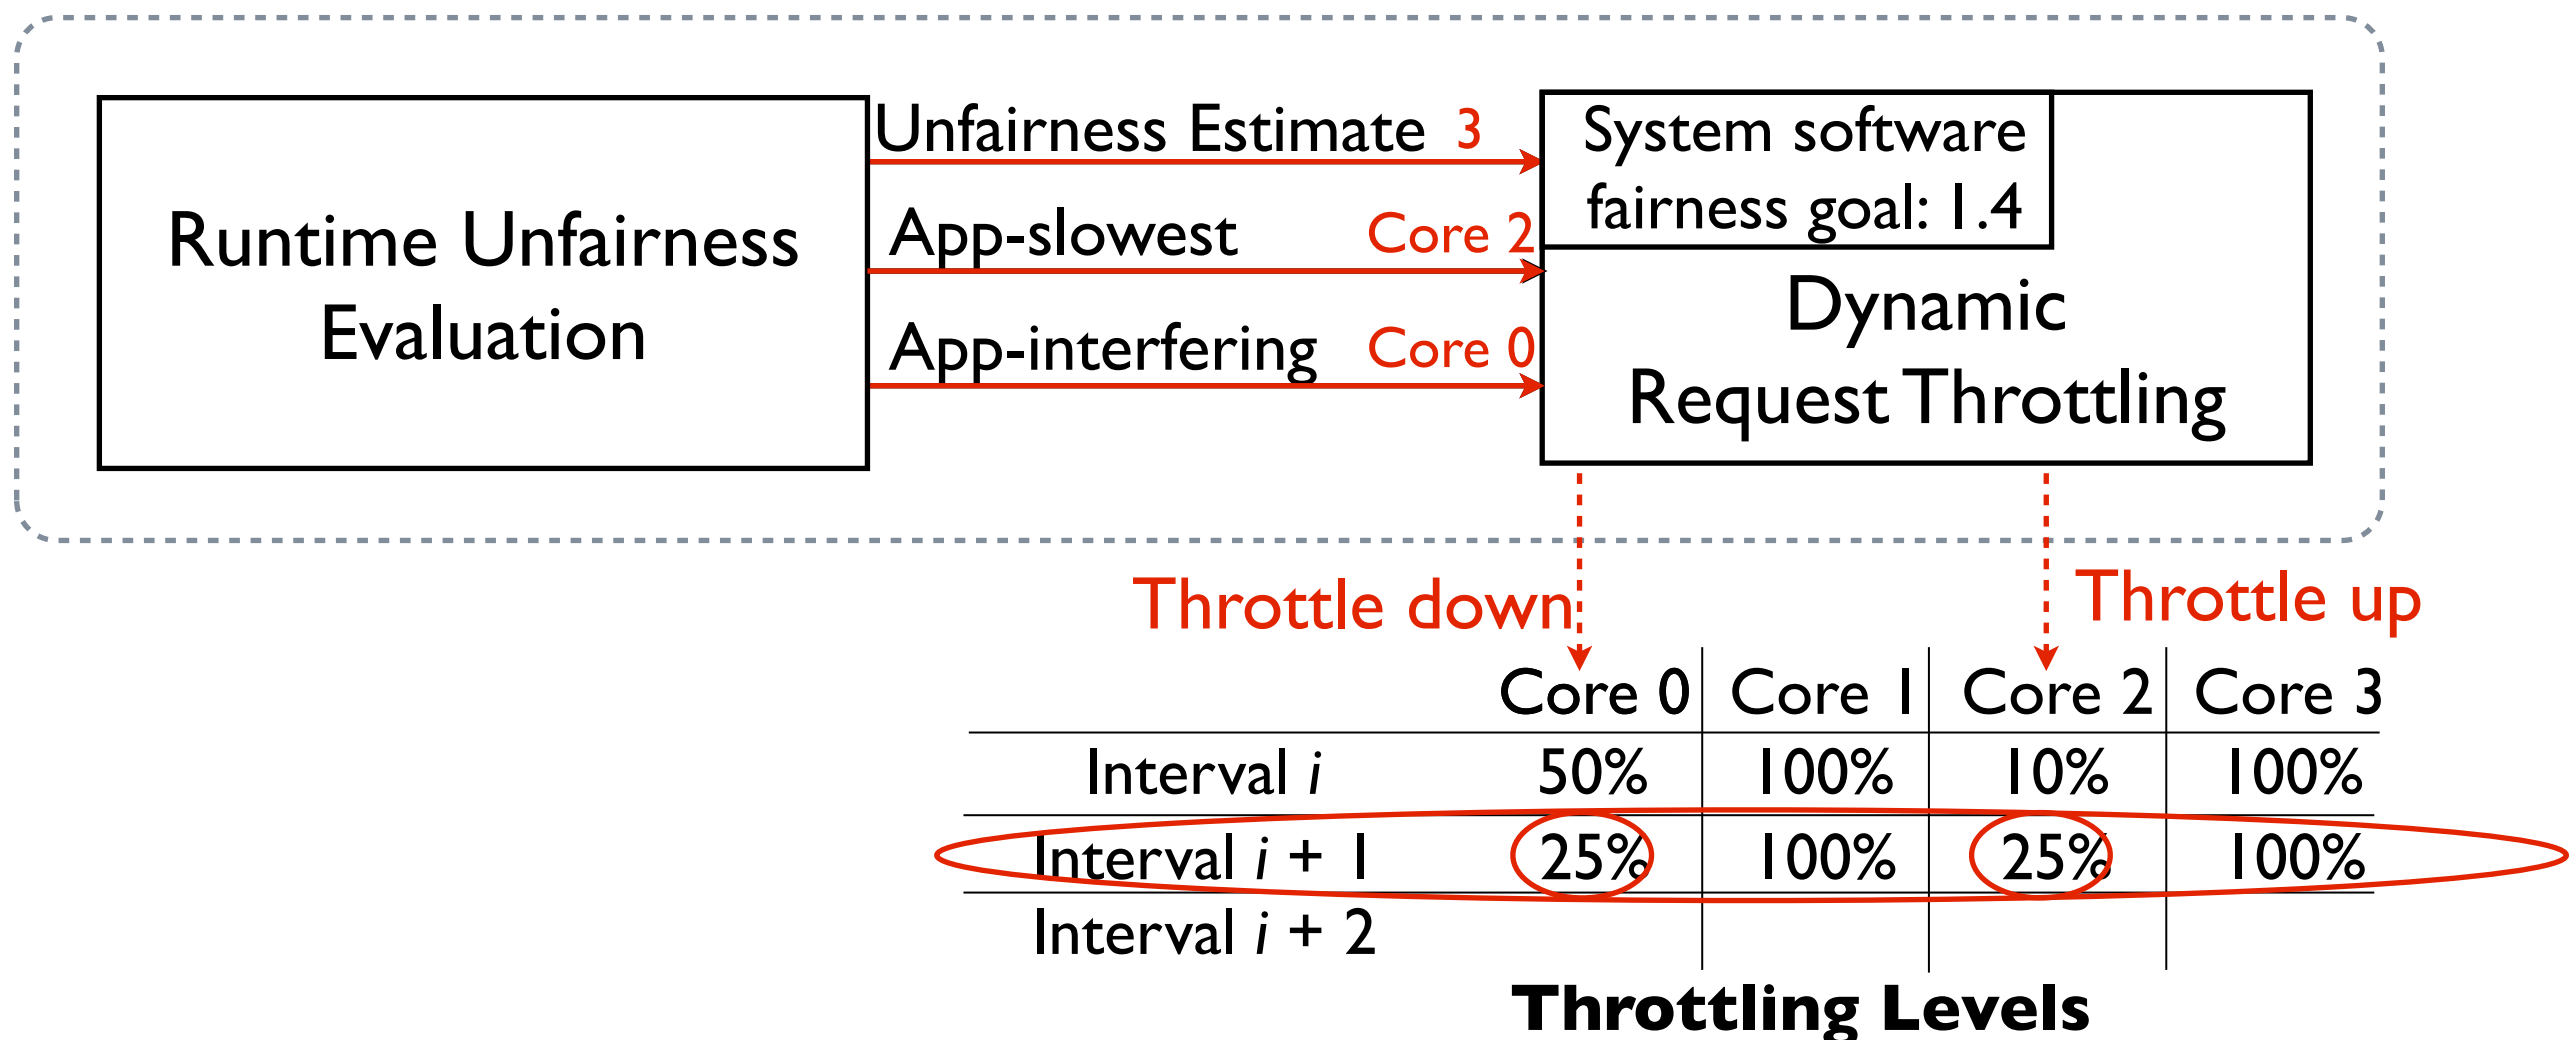 Unfairness Estimate 3
System software
fairness goal: 1.4
Runtime Unfairness
Evaluation
App-slowest Core 2
App-interfering Core 0
Dynamic
Request Throttling
Throttle down
Throttle up
Core 0 Core 1 Core 2 Core 3
Interval i 50% 100% 10% 100%
Interval i + 1 25% 100% 25% 100%
Interval i + 2
Throttling Levels